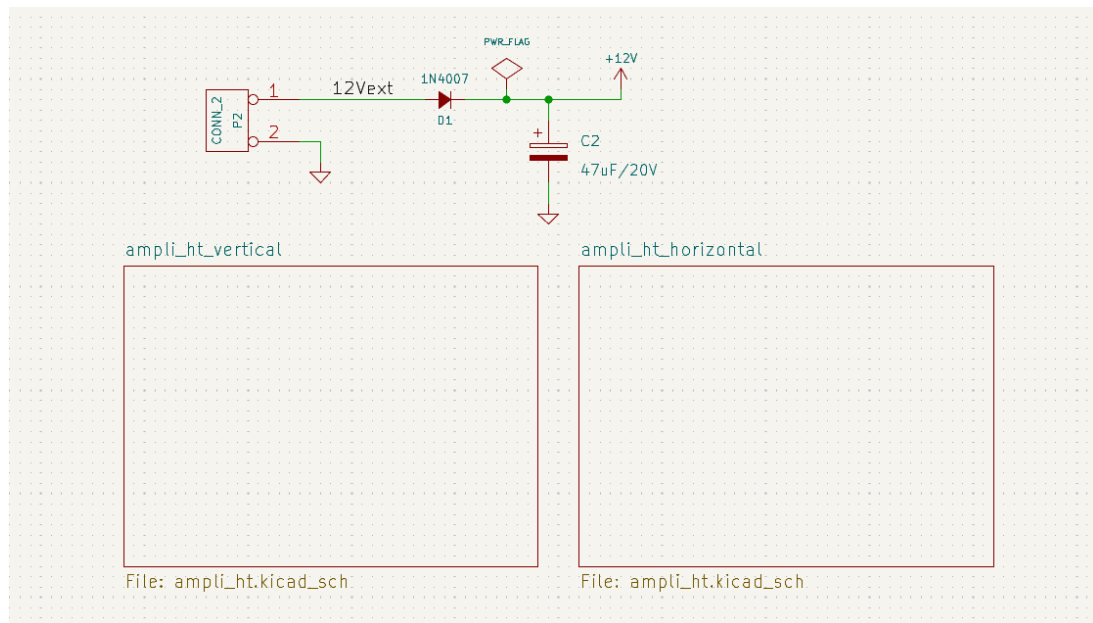 PWR_FLAG
+12V
1N4007
12Vext
1
CONN_2
P2
D1
2
+
C2
47uF/20V
ampli_ht_vertical
ampli_ht_horizontal
File: ampli_ht.kicad_sch
File: ampli_ht.kicad_sch